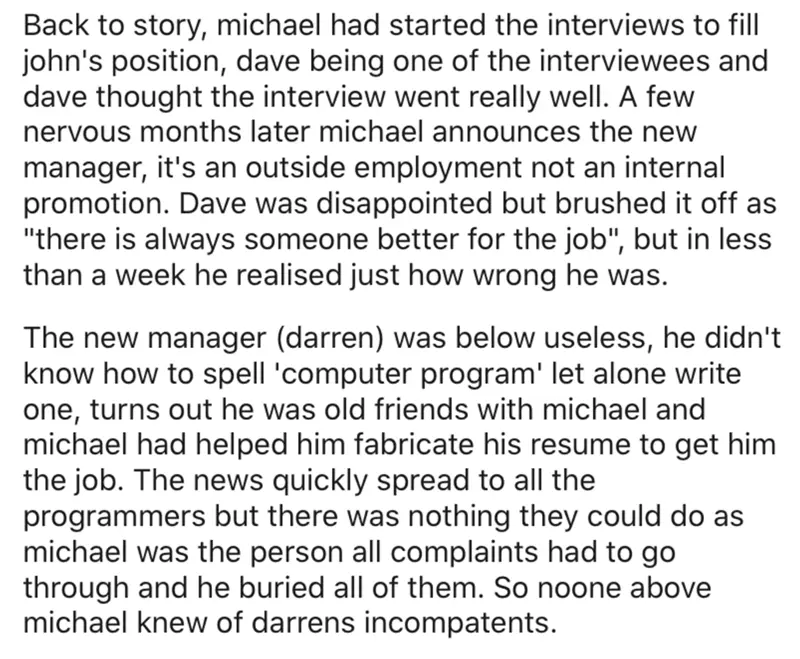 Back to story, michael had started the interviews to fill
john's position, dave being one of the interviewees and
dave thought the interview went really well. A few
nervous months later michael announces the new
manager, it's an outside employment not an internal
promotion. Dave was disappointed but brushed it off as
"there is always someone better for the job", but in less
than a week he realised just how wrong he was.
The new manager (darren) was below useless, he didn't
know how to spell 'computer program' let alone write
one, turns out he was old friends with michael and
michael had helped him fabricate his resume to get him
the job. The news quickly spread to all the
programmers but there was nothing they could do as
michael was the person all complaints had to go
through and he buried all of them. So noone above
michael knew of darrens incompatents.